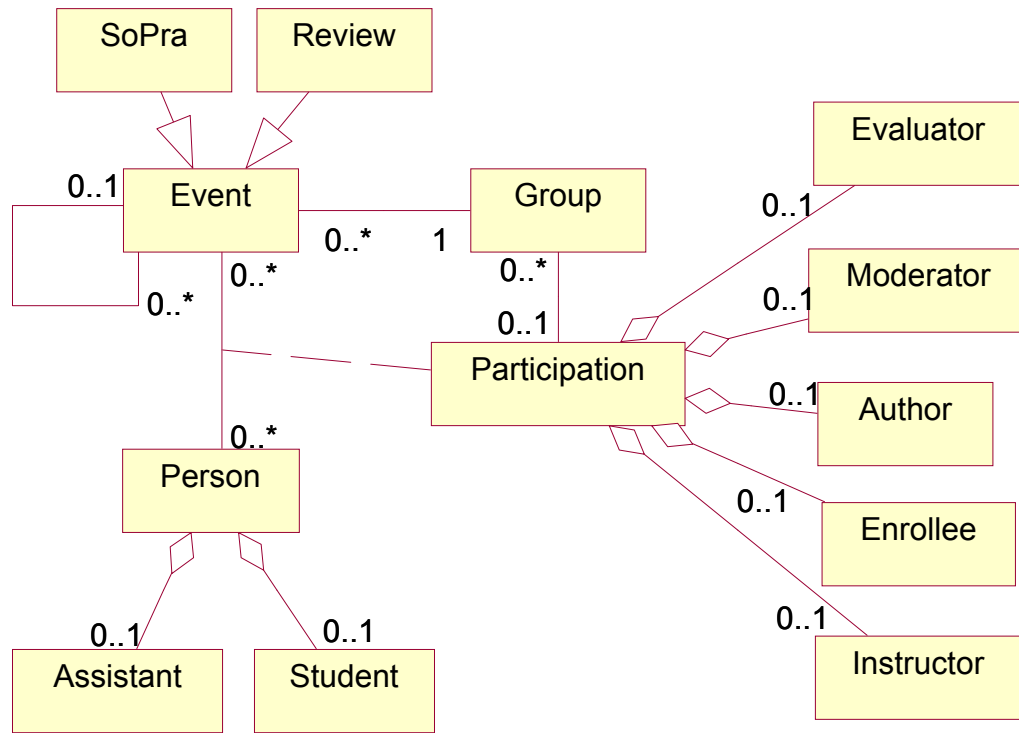 SoPra
Review
Evaluator
0..1
Event
Group
0..1
0..*
1
Moderator
0..*
0..*
0..1
0..*
0..1
Participation
0..1
Author
0..*
Person
0..1
Enrollee
0..1
0..1
0..1
Assistant
Student
Instructor